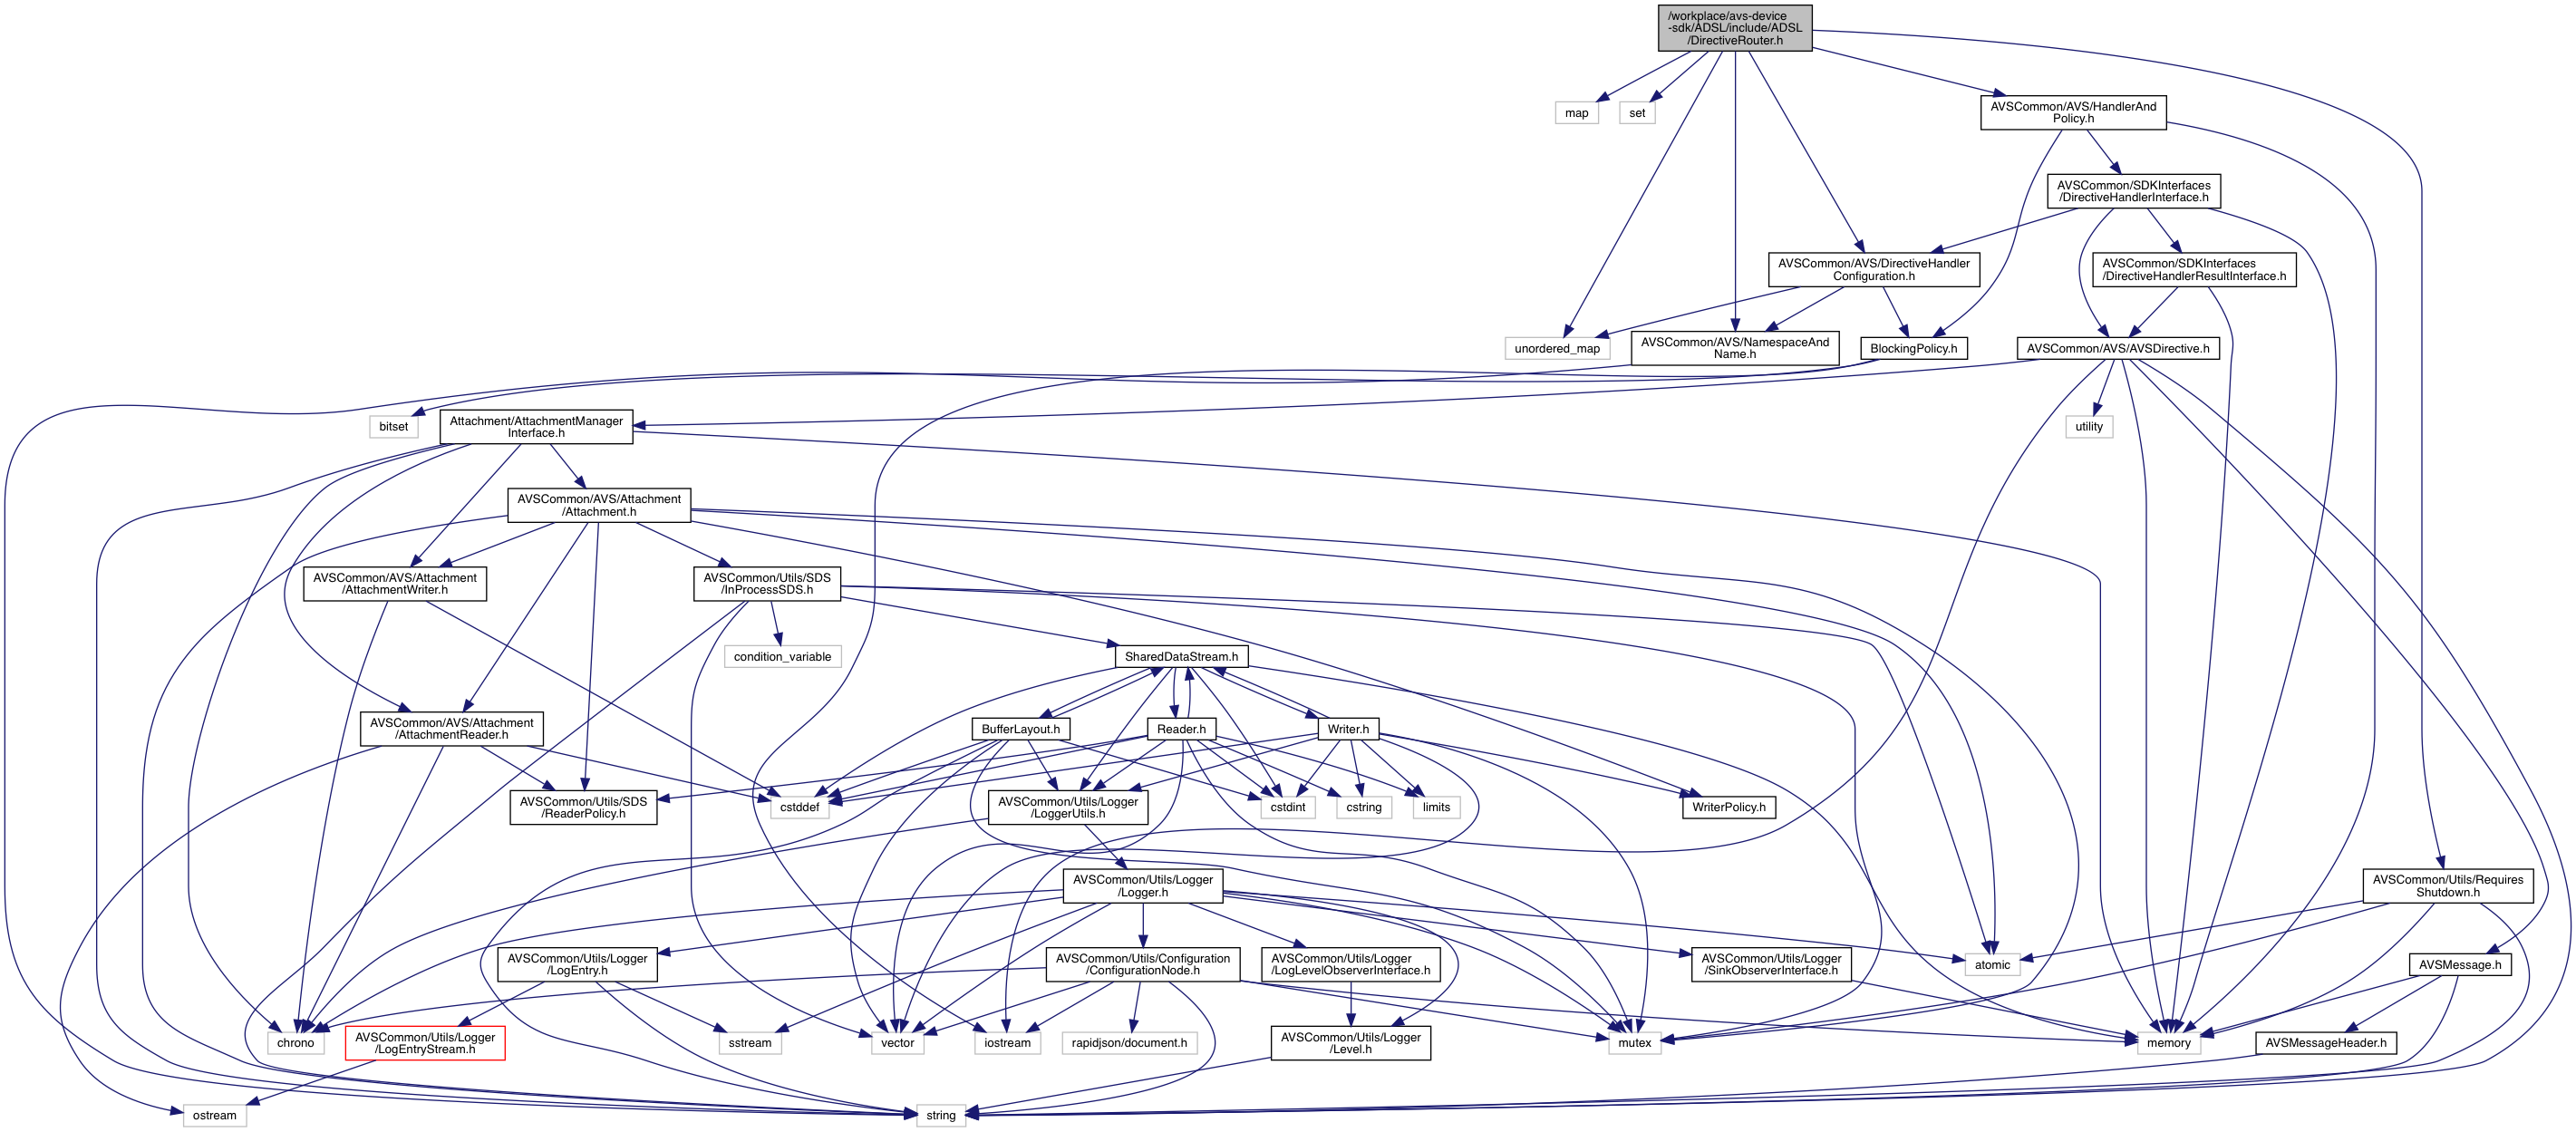 /workplace/avs-device
-sdk/ADSL/include/ADSL
/DirectiveRouter.h
map
set
AVSCommon/AVS/HandlerAnd
Policy.h
AVSCommon/SDKInterfaces
/DirectiveHandlerInterface.h
AVSCommon/AVS/DirectiveHandler
Configuration.h
AVSCommon/SDKInterfaces
/DirectiveHandlerResultInterface.h
unordered_map
AVSCommon/AVS/NamespaceAnd
Name.h
BlockingPolicy.h
AVSCommon/AVS/AVSDirective.h
bitset
Attachment/AttachmentManager
Interface.h
utility
AVSCommon/AVS/Attachment
/Attachment.h
AVSCommon/AVS/Attachment
/AttachmentWriter.h
AVSCommon/Utils/SDS
/InProcessSDS.h
condition_variable
SharedDataStream.h
AVSCommon/AVS/Attachment
/AttachmentReader.h
BufferLayout.h
Reader.h
Writer.h
AVSCommon/Utils/SDS
/ReaderPolicy.h
cstddef
AVSCommon/Utils/Logger
/LoggerUtils.h
cstdint
cstring
limits
WriterPolicy.h
AVSCommon/Utils/Logger
/Logger.h
AVSCommon/Utils/Requires
Shutdown.h
AVSCommon/Utils/Logger
/LogEntry.h
AVSCommon/Utils/Configuration
/ConfigurationNode.h
AVSCommon/Utils/Logger
/LogLevelObserverInterface.h
AVSCommon/Utils/Logger
/SinkObserverInterface.h
atomic
AVSMessage.h
chrono
AVSCommon/Utils/Logger
/LogEntryStream.h
sstream
vector
iostream
rapidjson/document.h
AVSCommon/Utils/Logger
/Level.h
mutex
memory
AVSMessageHeader.h
ostream
string